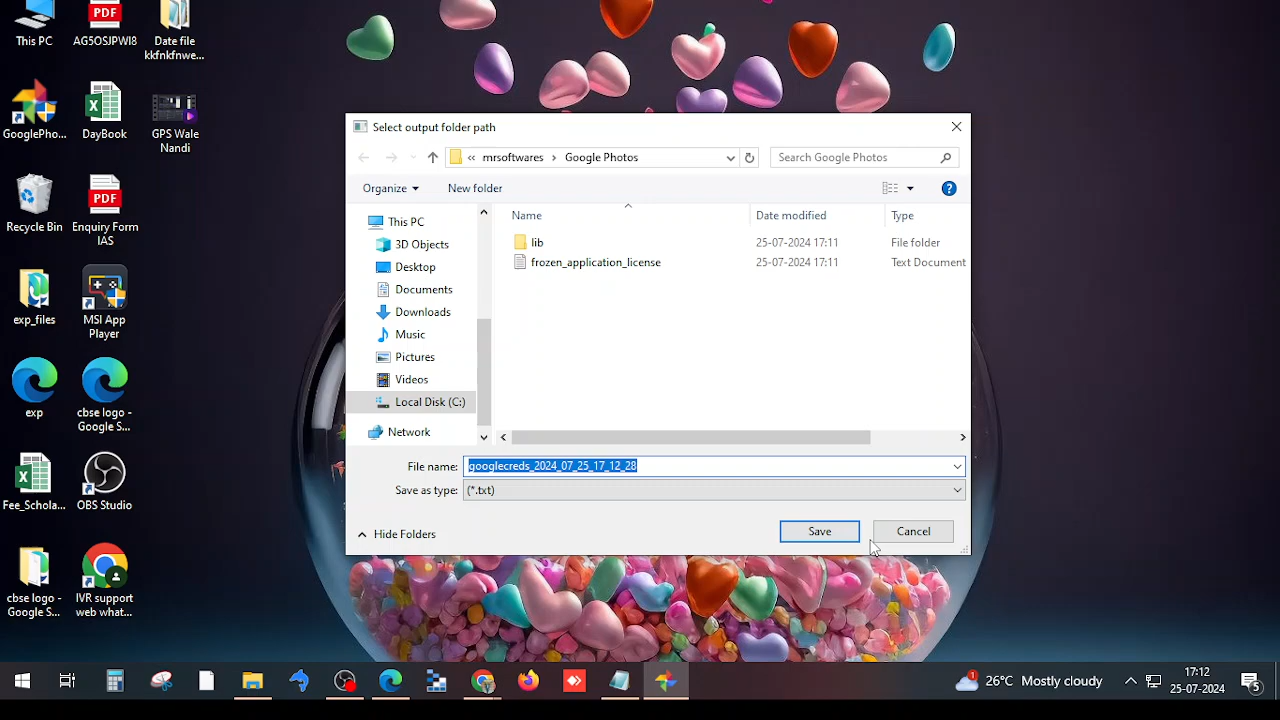 This PC
AG5OSJPWI8
Date file
kkfnkfnwe...
GooglePho...
DayBook
GPS Wale
Nandi
Recycle Bin
Enquiry Form
IAS
exp_files
MSI App
Player
exp
cbse logo -
Google S...
Fee_Schola...
OBS Studio
cbse logo -
Google S...
IVR support
web what...
Select output folder path
« mrsoftwares › Google Photos
Search Google Photos
Organize
New folder
This PC
3D Objects
Desktop
Documents
Downloads
Music
Pictures
Videos
Local Disk (C:)
Network
Name Date modified Type
lib 25-07-2024 17:11 File folder
frozen_application_license 25-07-2024 17:11 Text Document
File name: googlecreds_2024_07_25_17_12_28
Save as type: (*.txt)
Hide Folders
Save
Cancel
1
26°C Mostly cloudy
17:12
25-07-2024
5
PDF
PDF